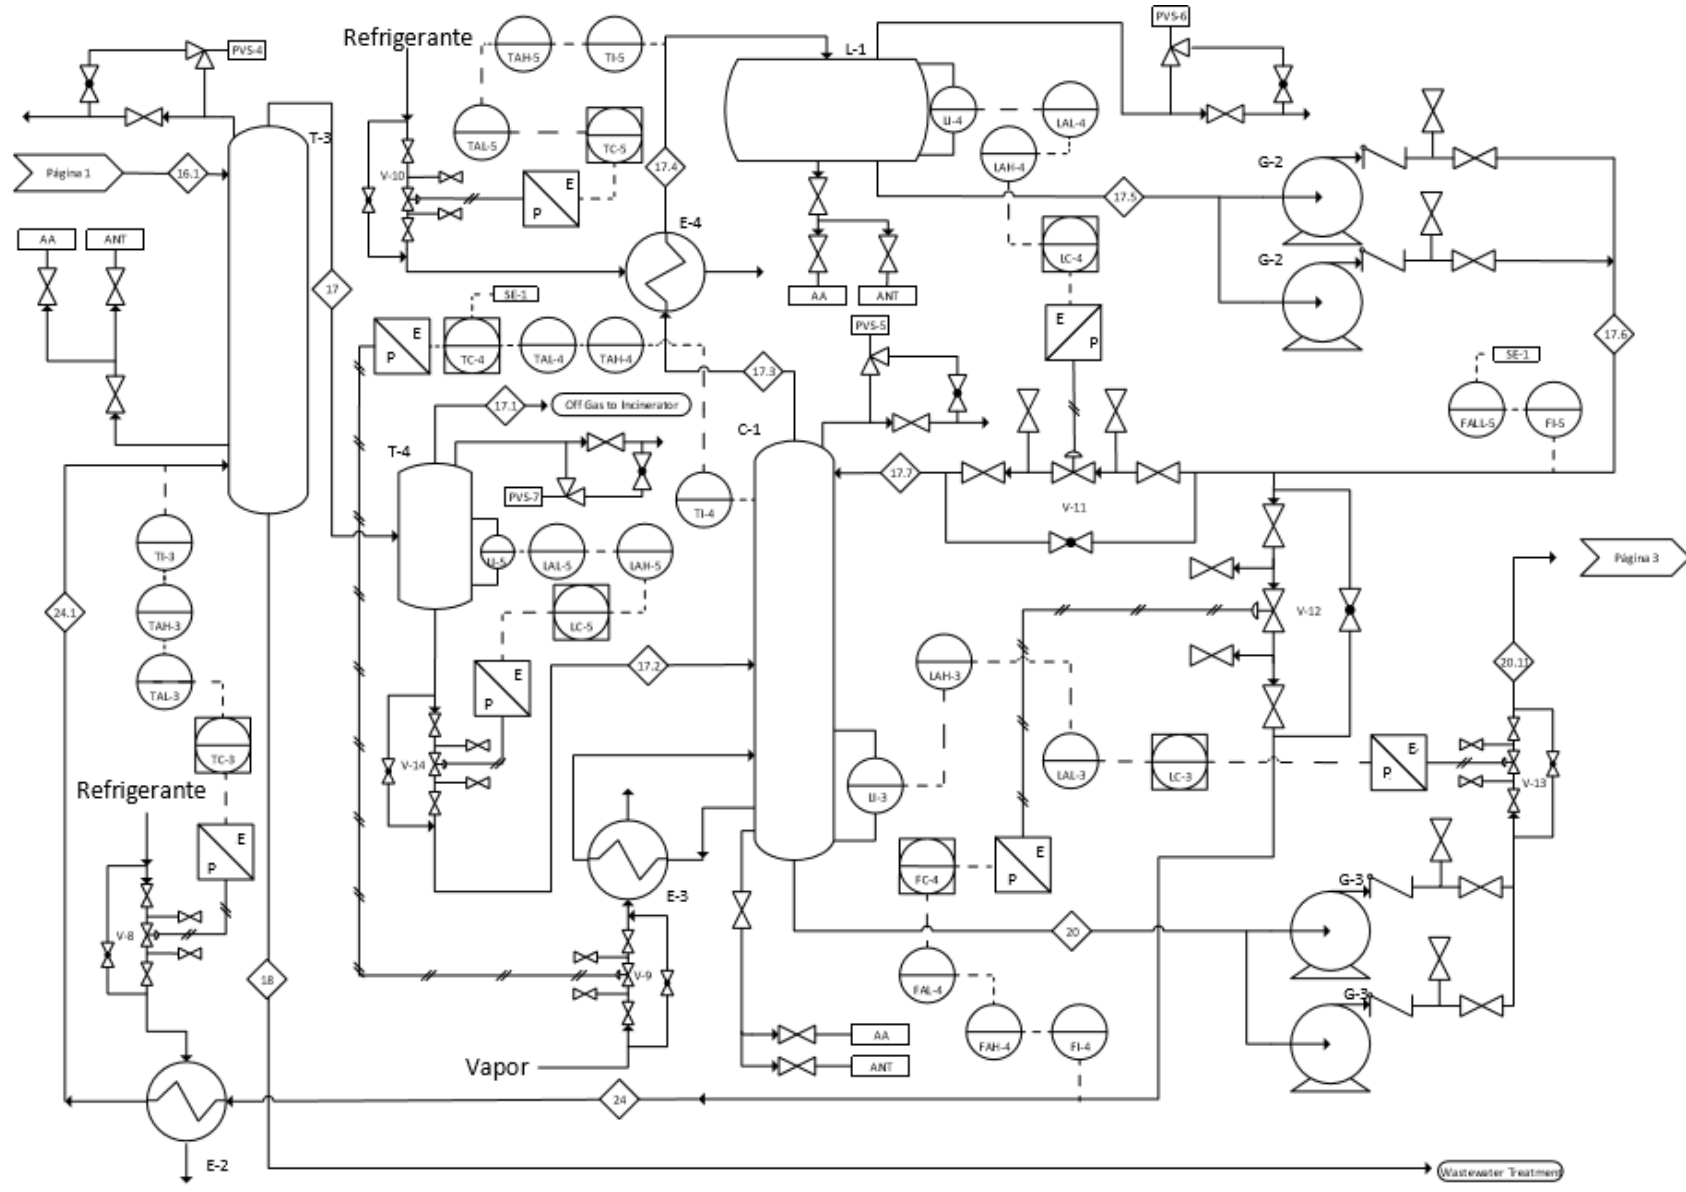 PVS-6
Refrigerante
TAH-5
TI-5
L-1
PVS-4
LI-4
LAL-4
T-3
TAL-5
TC-5
LAH-4
G-2
Página 1
16.1
V-10
17.4
E
P
17.5
E-4
AA
ANT
LC-4
G-2
17
SE-1
AA
ANT
E
P
TC-4
TAL-4
TAH-4
PVS-5
E
P
17.6
SE-1
17.3
17.1
Off Gas to Incinerator
FALL-5
FI-5
C-1
T-4
17.7
PVS-7
TI-4
V-11
TI-3
LI-5
LAL-5
LAH-5
Página 3
24.1
TAH-3
LC-5
V-12
17.2
LAH-3
20.11
TAL-3
E
P
TC-3
V-14
LAL-3
LC-3
E
P
V-13
Refrigerante
LI-3
E
P
FC-4
E
P
E-3
G-3
V-8
20
18
V-9
FAL-4
G-3
AA
FAH-4
FI-4
Vapor
ANT
24
E-2
Wastewater Treatment